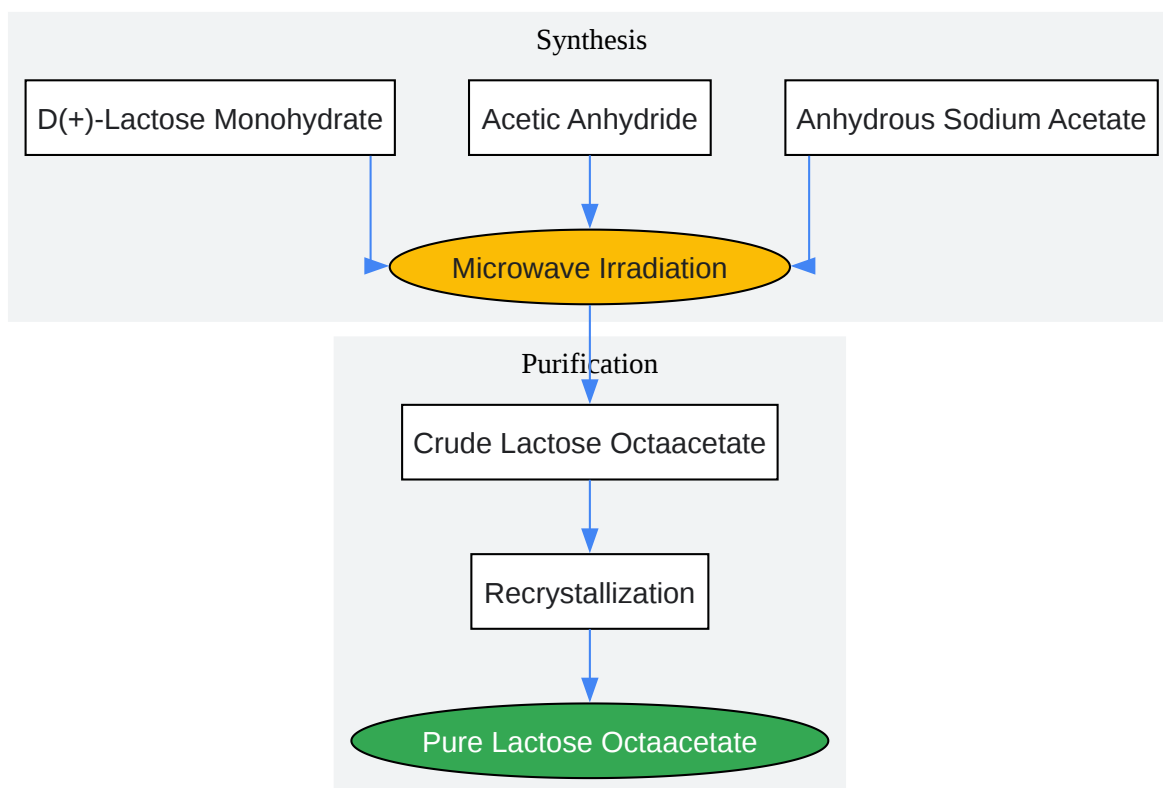 Synthesis
D(+)-Lactose Monohydrate
Acetic Anhydride
Anhydrous Sodium Acetate
Microwave Irradiation
Purification
Crude Lactose Octaacetate
Recrystallization
Pure Lactose Octaacetate